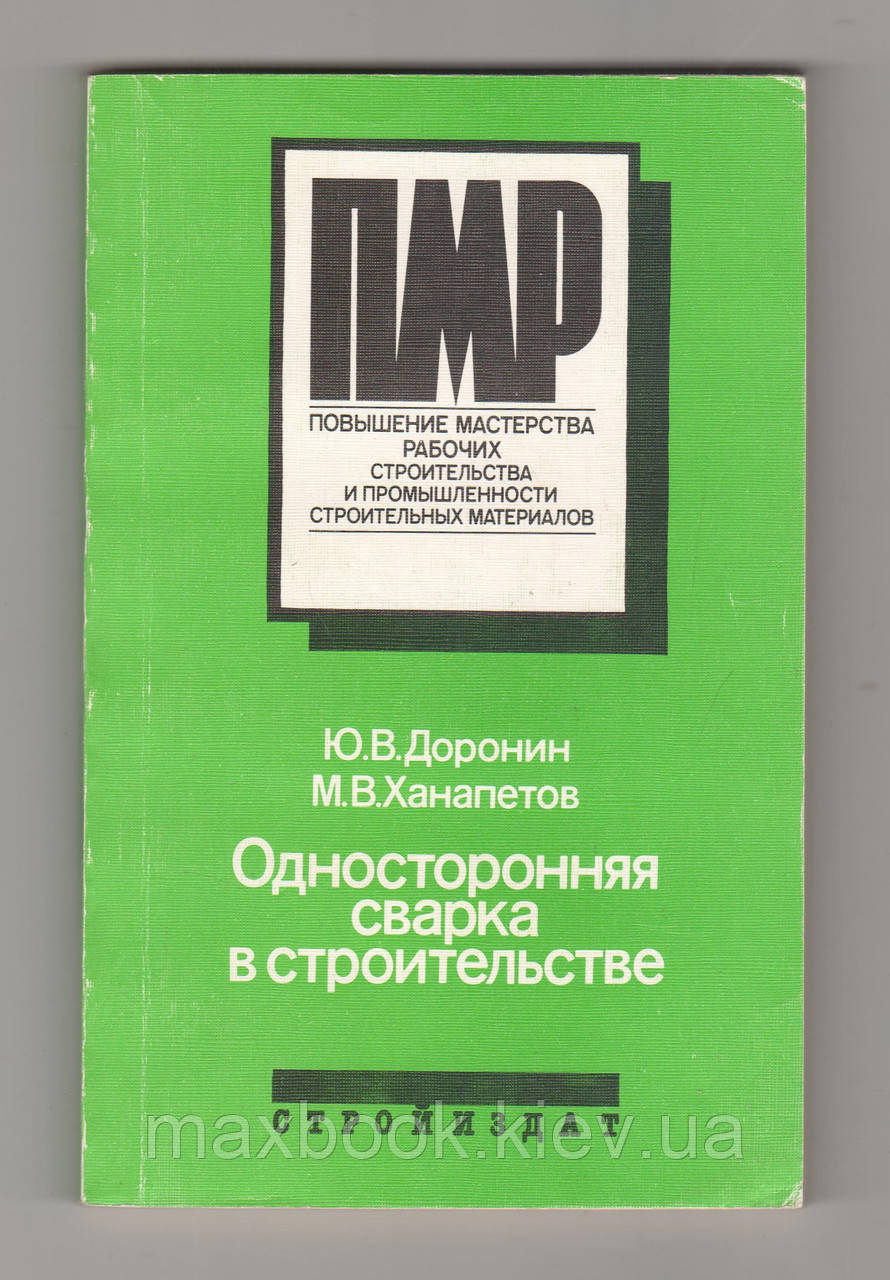 ПМР
ПОВЫШЕНИЕ МАСТЕРСТВА
РАБОЧИХ
СТРОИТЕЛЬСТВА
И ПРОМЫШЛЕННОСТИ
СТРОИТЕЛЬНЫХ МАТЕРИАЛОВ
Ю.В.Доронин
М.В.Ханапетов
Односторонняя
сварка
в строительстве
СТРОЙИЗДАТ
maxbook.kiev.ua